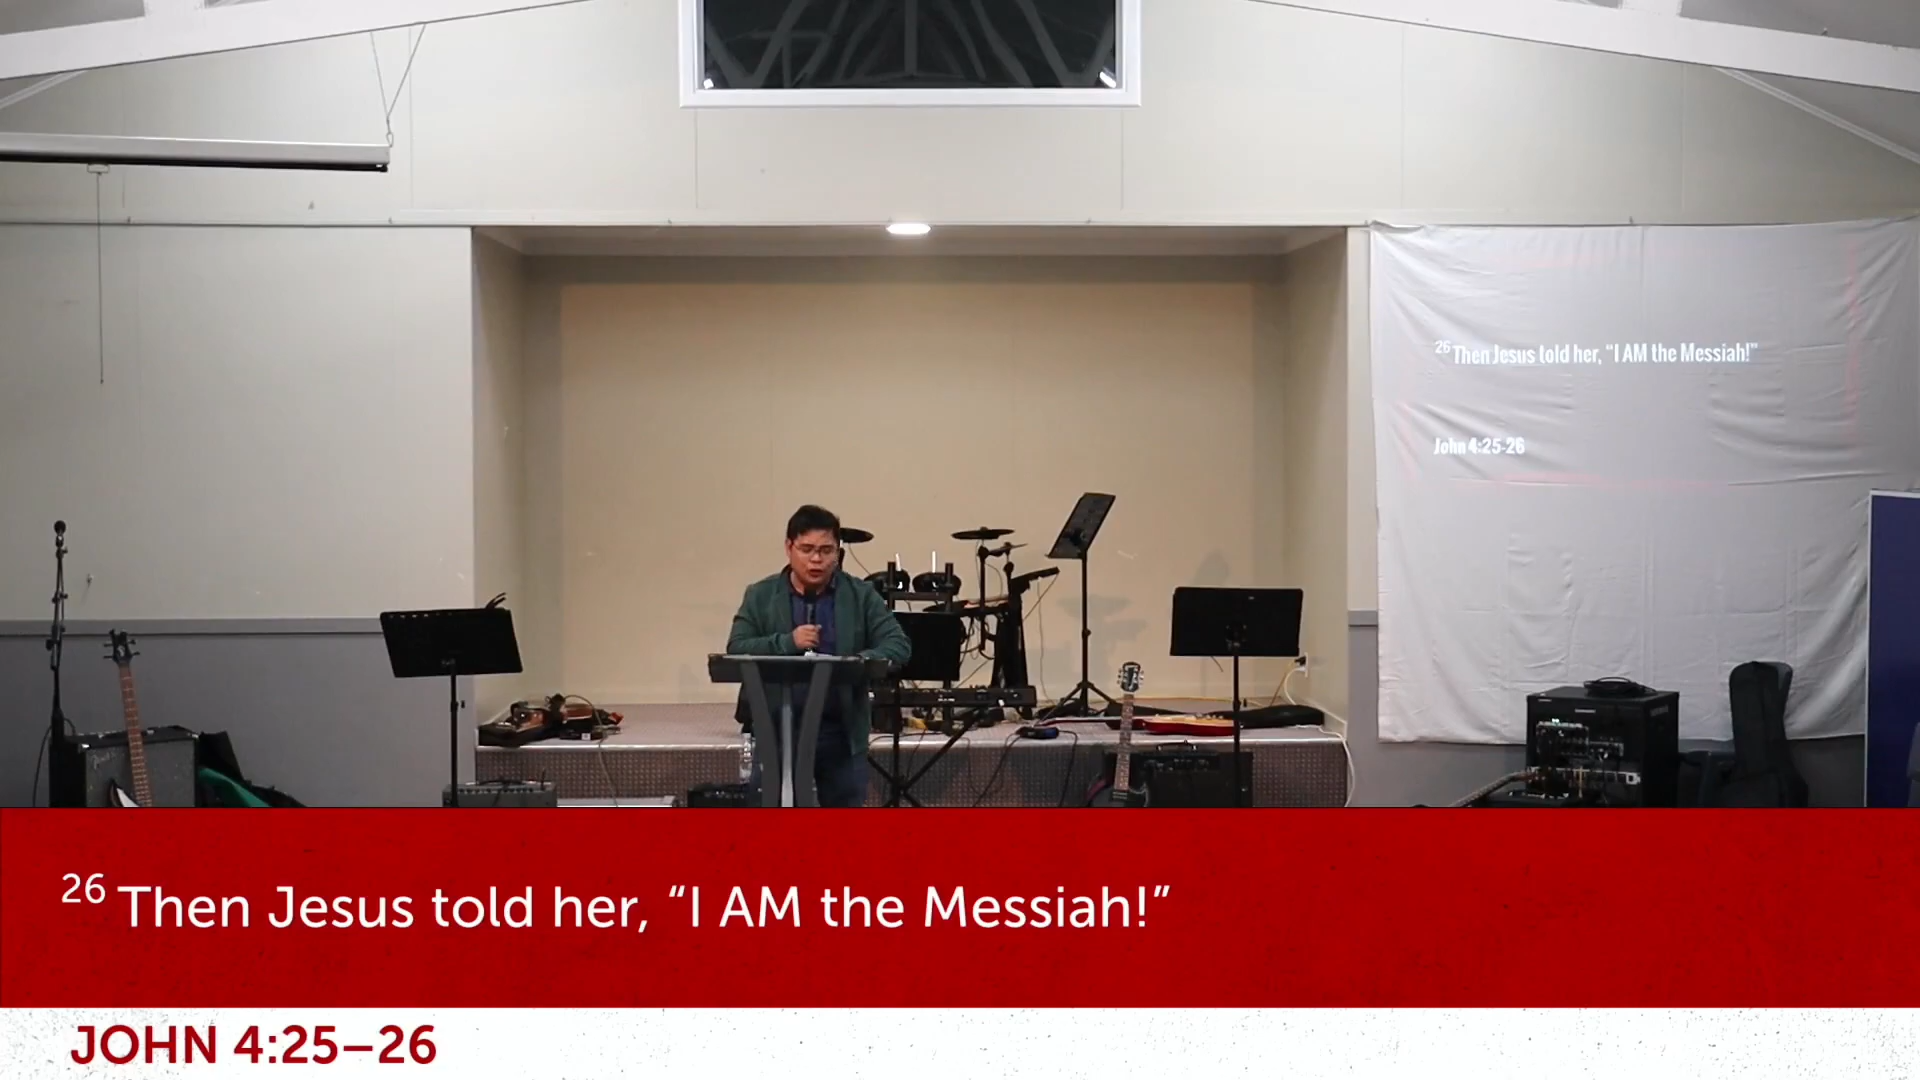 26 Then Jesus told her, “I AM the Messiah!”
John 4:25-26
26 Then Jesus told her, “I AM the Messiah!”
JOHN 4:25–26